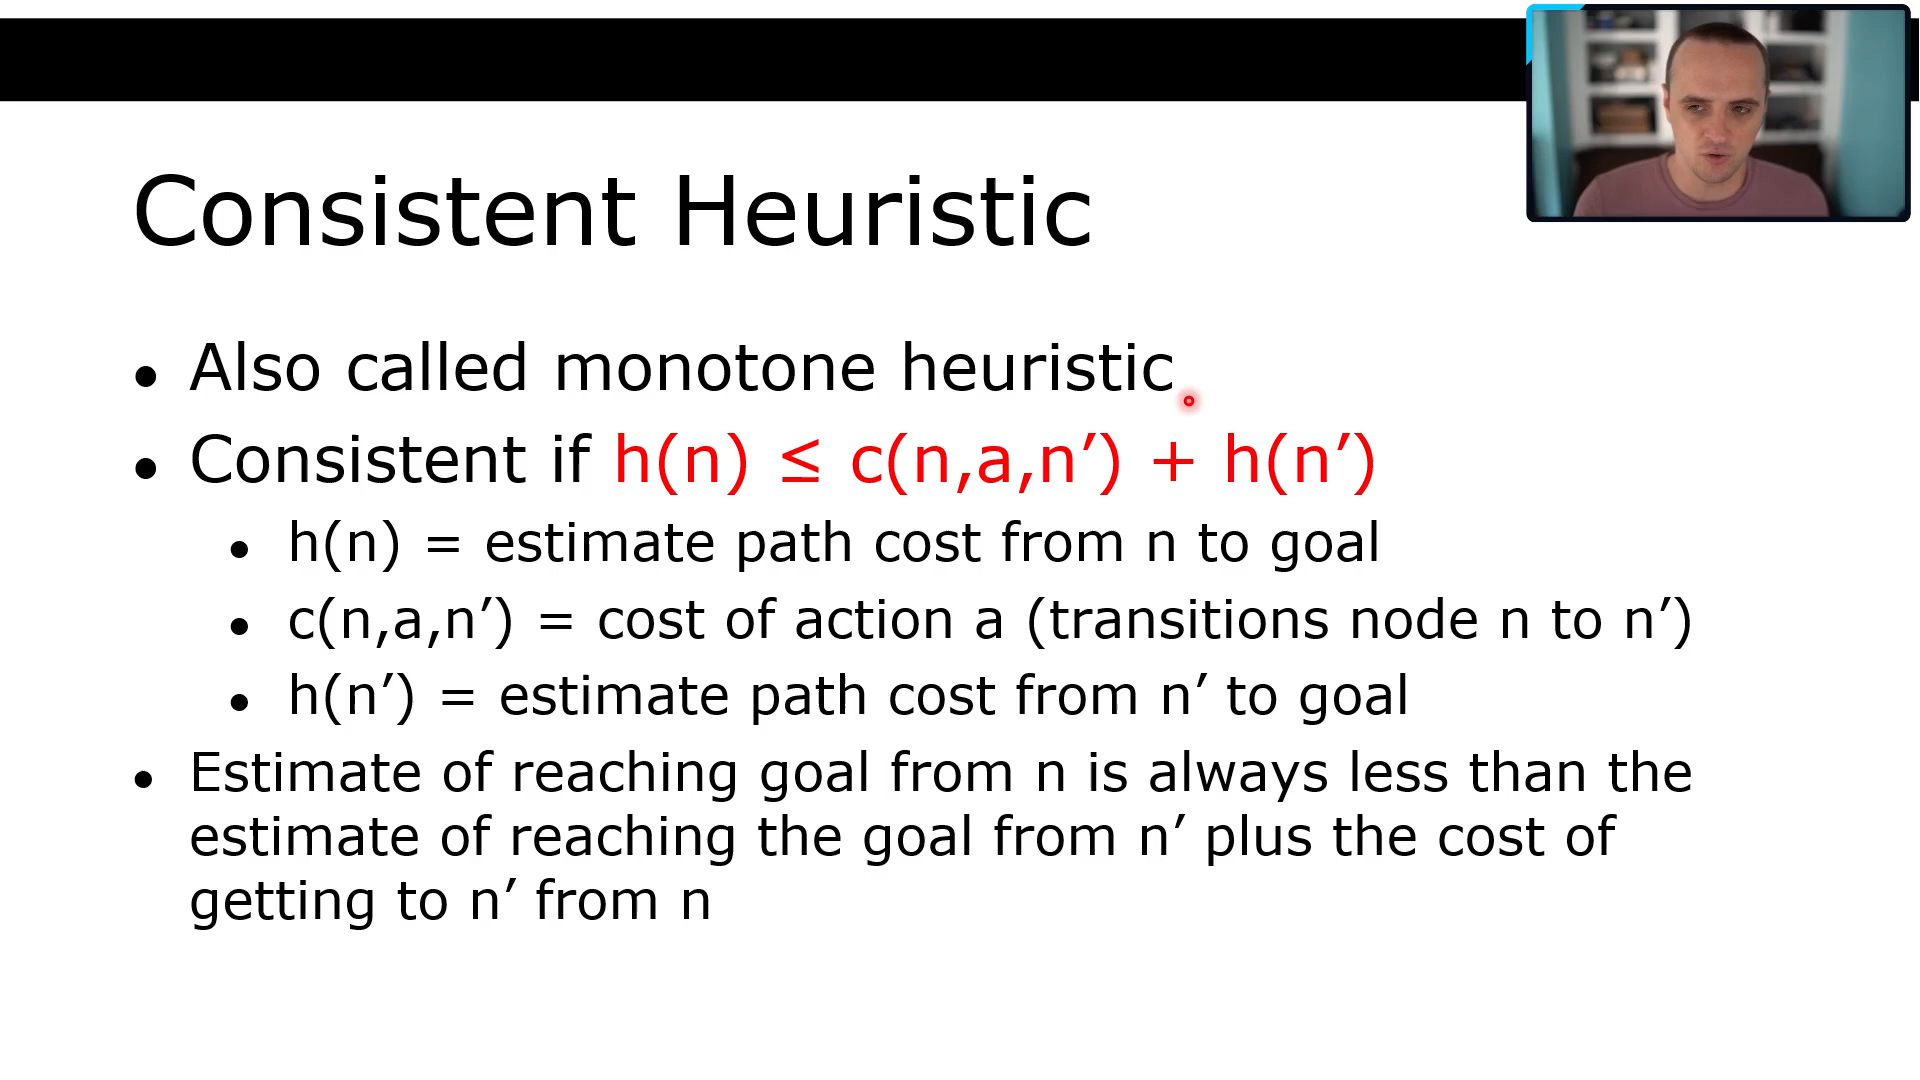 Consistent Heuristic
• Also called monotone heuristic
• Consistent if h(n) ≤ c(n,a,n’) + h(n’)
• h(n) = estimate path cost from n to goal
• c(n,a,n’) = cost of action a (transitions node n to n’)
• h(n’) = estimate path cost from n’ to goal
• Estimate of reaching goal from n is always less than the
estimate of reaching the goal from n’ plus the cost of
getting to n’ from n